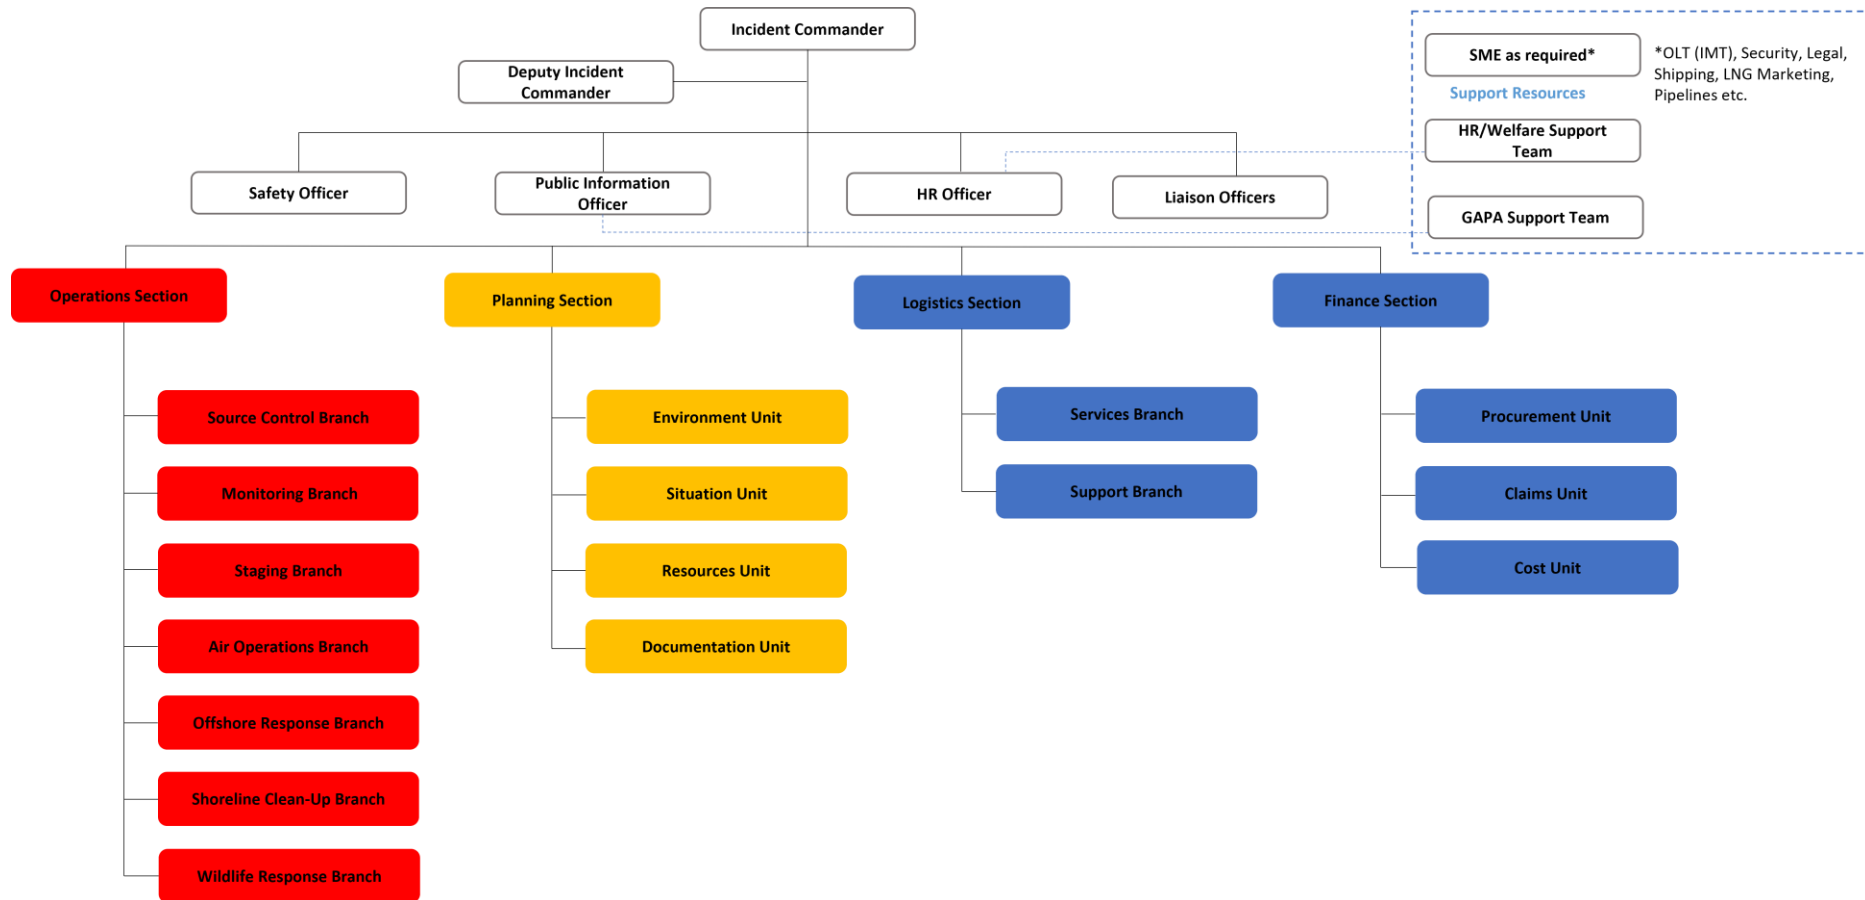 Incident Commander
Deputy Incident
Commander
SME as required*
*OLT (IMT), Security, Legal,
Shipping, LNG Marketing,
Pipelines etc.
Support Resources
HR/Welfare Support
Team
Safety Officer
Public Information
Officer
HR Officer
Liaison Officers
GAPA Support Team
Operations Section
Planning Section
Logistics Section
Finance Section
Source Control Branch
Monitoring Branch
Staging Branch
Air Operations Branch
Offshore Response Branch
Shoreline Clean-Up Branch
Wildlife Response Branch
Environment Unit
Situation Unit
Resources Unit
Documentation Unit
Services Branch
Support Branch
Procurement Unit
Claims Unit
Cost Unit